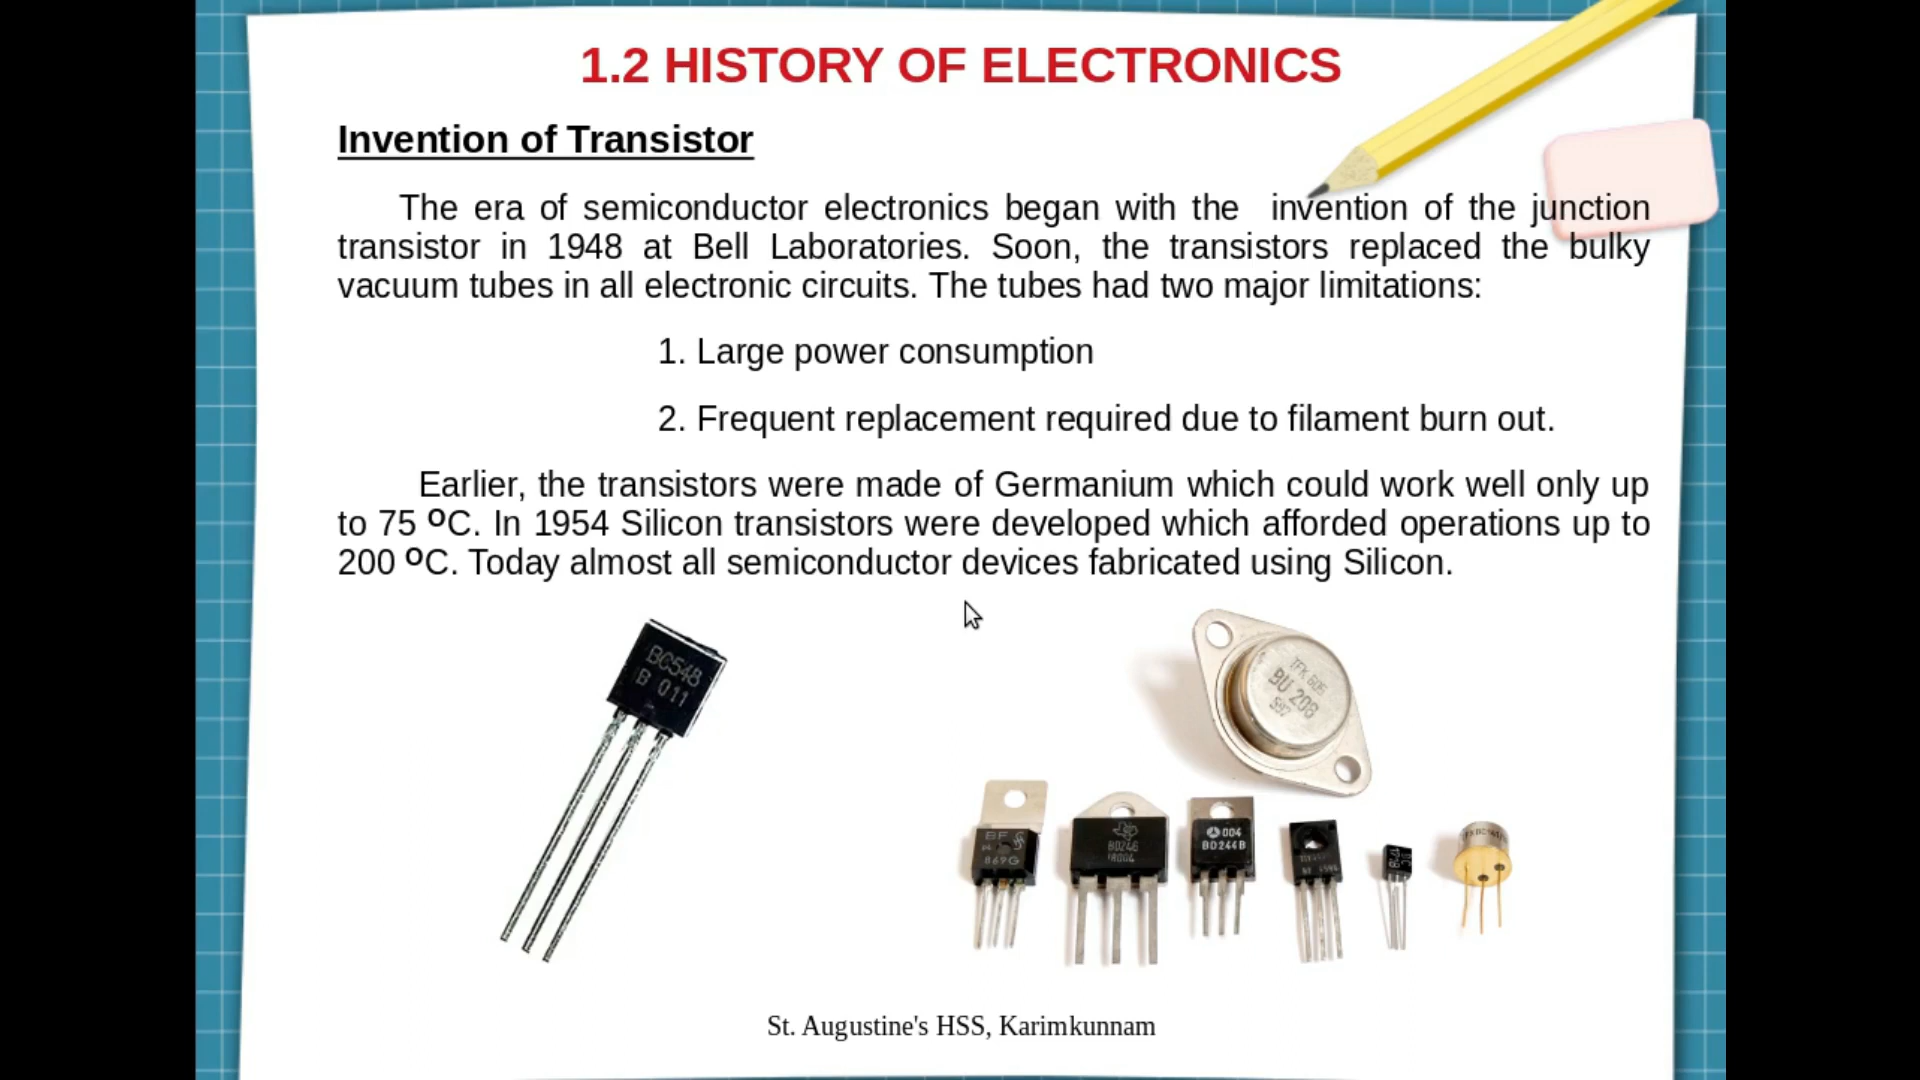 1.2 HISTORY OF ELECTRONICS
Invention of Transistor
The era of semiconductor electronics began with the invention of the junction
transistor in 1948 at Bell Laboratories. Soon, the transistors replaced the bulky
vacuum tubes in all electronic circuits. The tubes had two major limitations:
1. Large power consumption
2. Frequent replacement required due to filament burn out.
Earlier, the transistors were made of Germanium which could work well only up
to 75 ºC. In 1954 Silicon transistors were developed which afforded operations up to
200 ºC. Today almost all semiconductor devices fabricated using Silicon.
BC548
B 011
BU 208
BF
869G
004
BD244B
St. Augustine's HSS, Karimkunnam